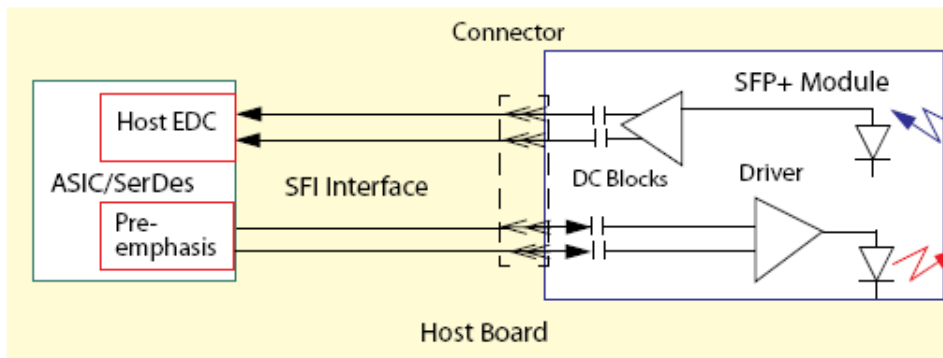 Connector
SFP+ Module
Host EDC
ASIC/SerDes
SFI Interface
DC Blocks
Driver
Pre-
emphasis
Host Board